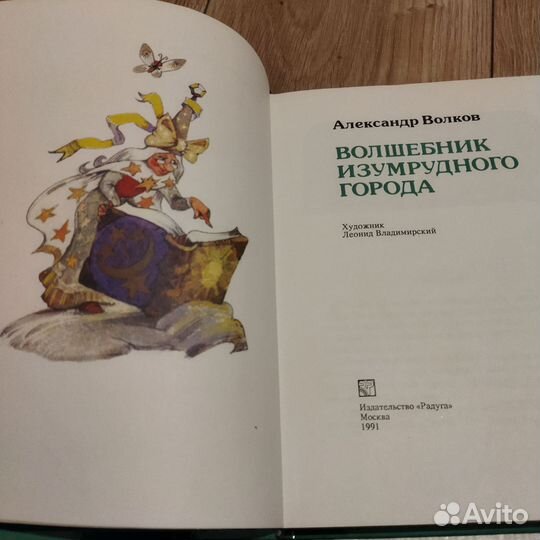 Александр Волков
ВОЛШЕБНИК
ИЗУМРУДНОГО
ГОРОДА
Художник
Леонид Владимирский
Издательство «Радуга»
Москва
1991
Avito